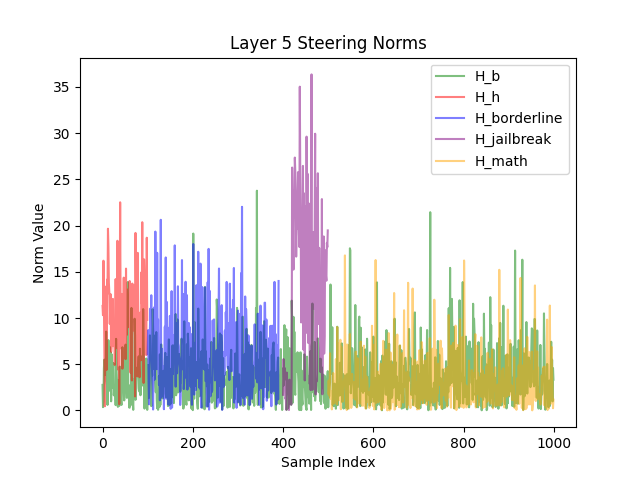 Layer 5 Steering Norms
Norm Value
35
30
25
20
15
10
5
0
H_b
H_h
H_borderline
H_jailbreak
H_math
0 200 400 600 800 1000
Sample Index